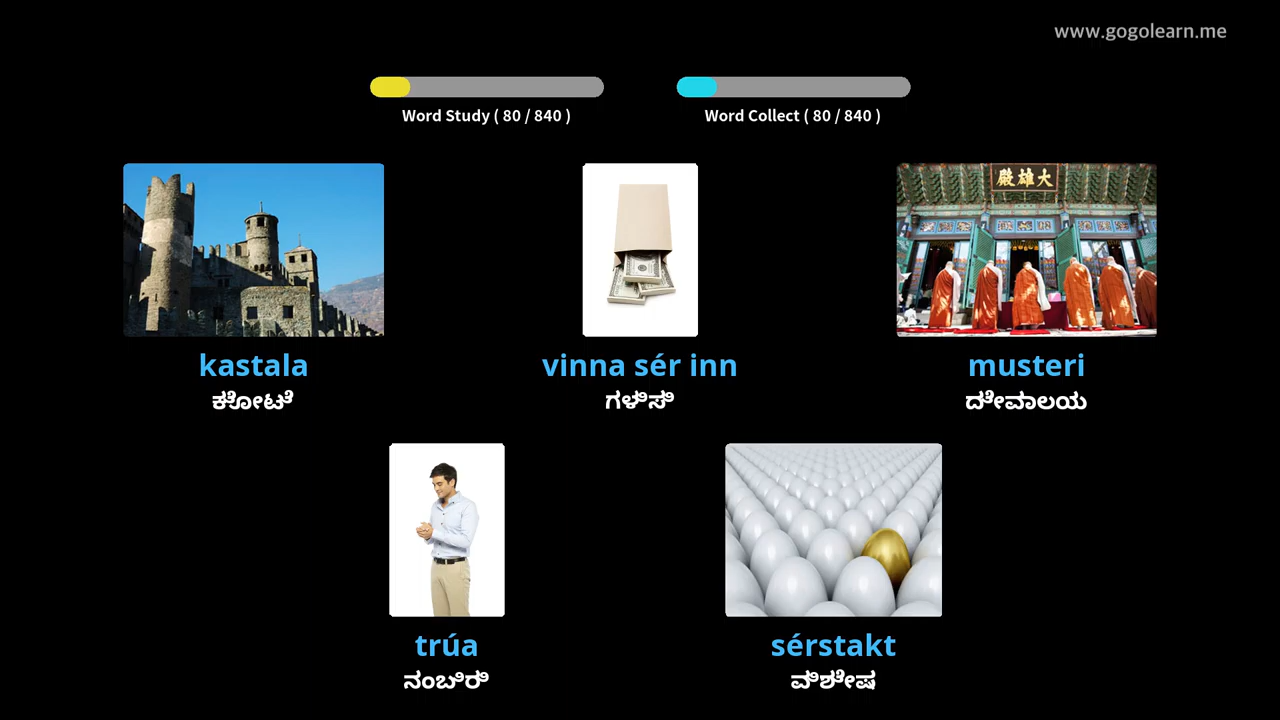 www.gogolearn.me
Word Study ( 80 / 840 )
Word Collect ( 80 / 840 )
大雄殿
kastala
ಕೋಟೆ
vinna sér inn
ಗಳಿಸಿ
musteri
ದೇವಾಲಯ
trúa
ನಂಬಿರಿ
sérstakt
ವಿಶೇಷ